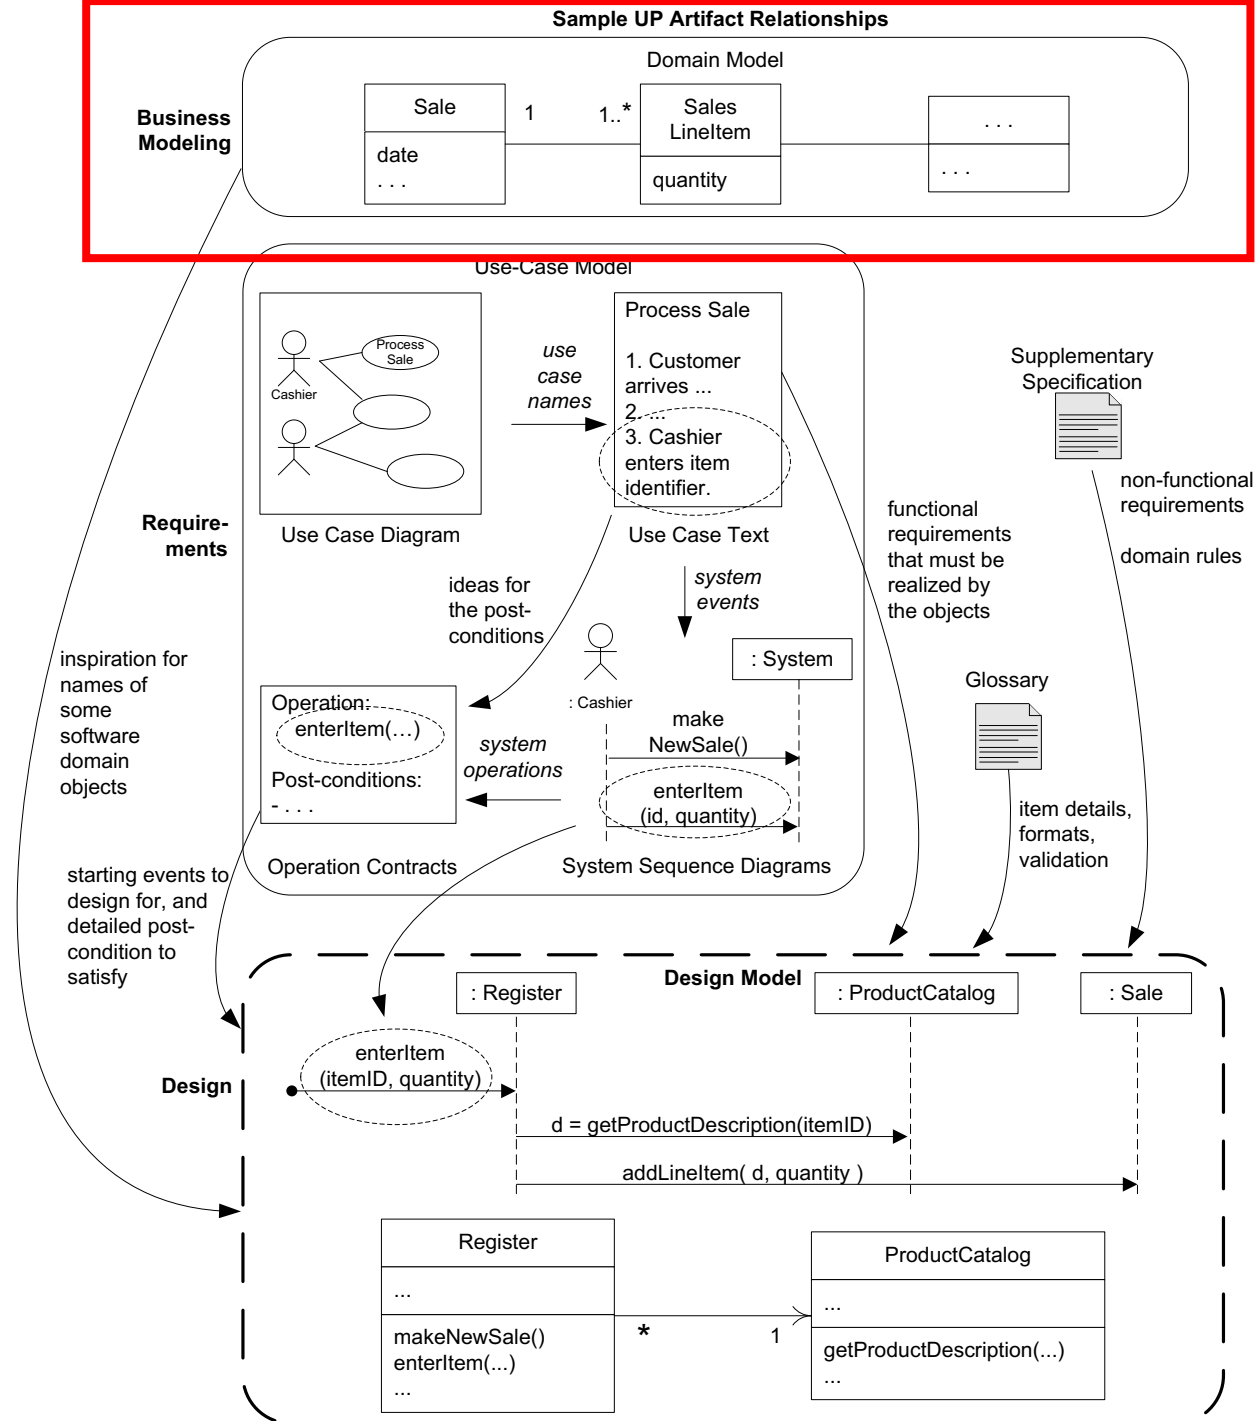 Sample UP Artifact Relationships
Domain Model
Business
Modeling
Sale
date
. . .
1
1..*
Sales
LineItem
quantity
. . .
. . .
Use-Case Model
Require-
ments
Process
Sale
Cashier
Use Case Diagram
use
case
names
Process Sale
1. Customer
arrives ...
2. ...
3. Cashier
enters item
identifier.
Use Case Text
Supplementary
Specification
non-functional
requirements
domain rules
functional
requirements
that must be
realized by
the objects
ideas for
the post-
conditions
system
events
inspiration for
names of
some
software
domain
objects
Operation:
enterItem(…)
Post-conditions:
- . . .
Operation Contracts
system
operations
: Cashier
: System
make
NewSale()
enterItem
(id, quantity)
System Sequence Diagrams
Glossary
item details,
formats,
validation
starting events to
design for, and
detailed post-
condition to
satisfy
Design Model
Design
: Register
: ProductCatalog
: Sale
enterItem
(itemID, quantity)
d = getProductDescription(itemID)
addLineItem( d, quantity )
Register
...
makeNewSale()
enterItem(...)
...
*
1
ProductCatalog
...
getProductDescription(...)
...